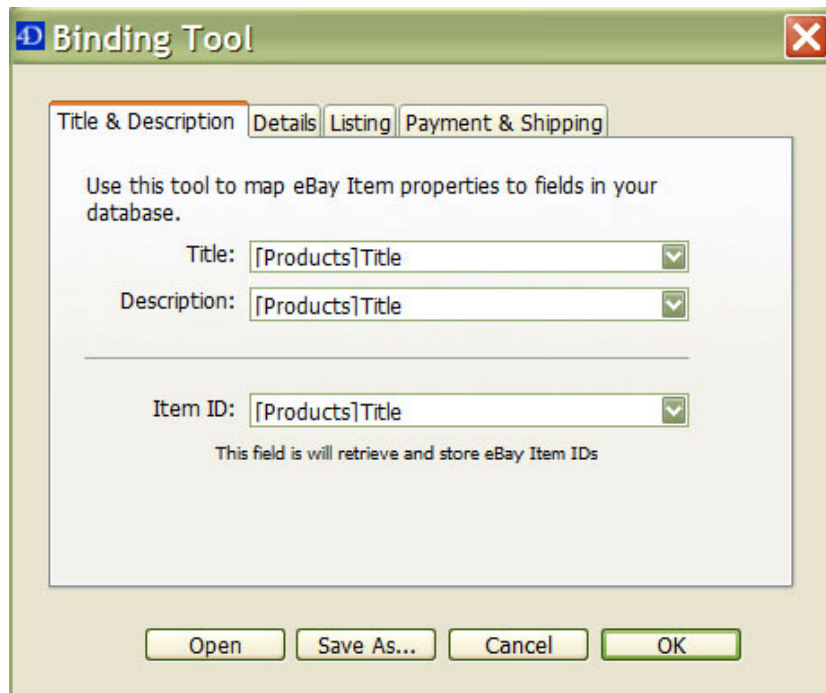 4D Binding Tool
Title & Description Details Listing Payment & Shipping
Use this tool to map eBay Item properties to fields in your
database.
Title: [Products]Title
Description: [Products]Title
Item ID: [Products]Title
This field is will retrieve and store eBay Item IDs
Open Save As... Cancel OK